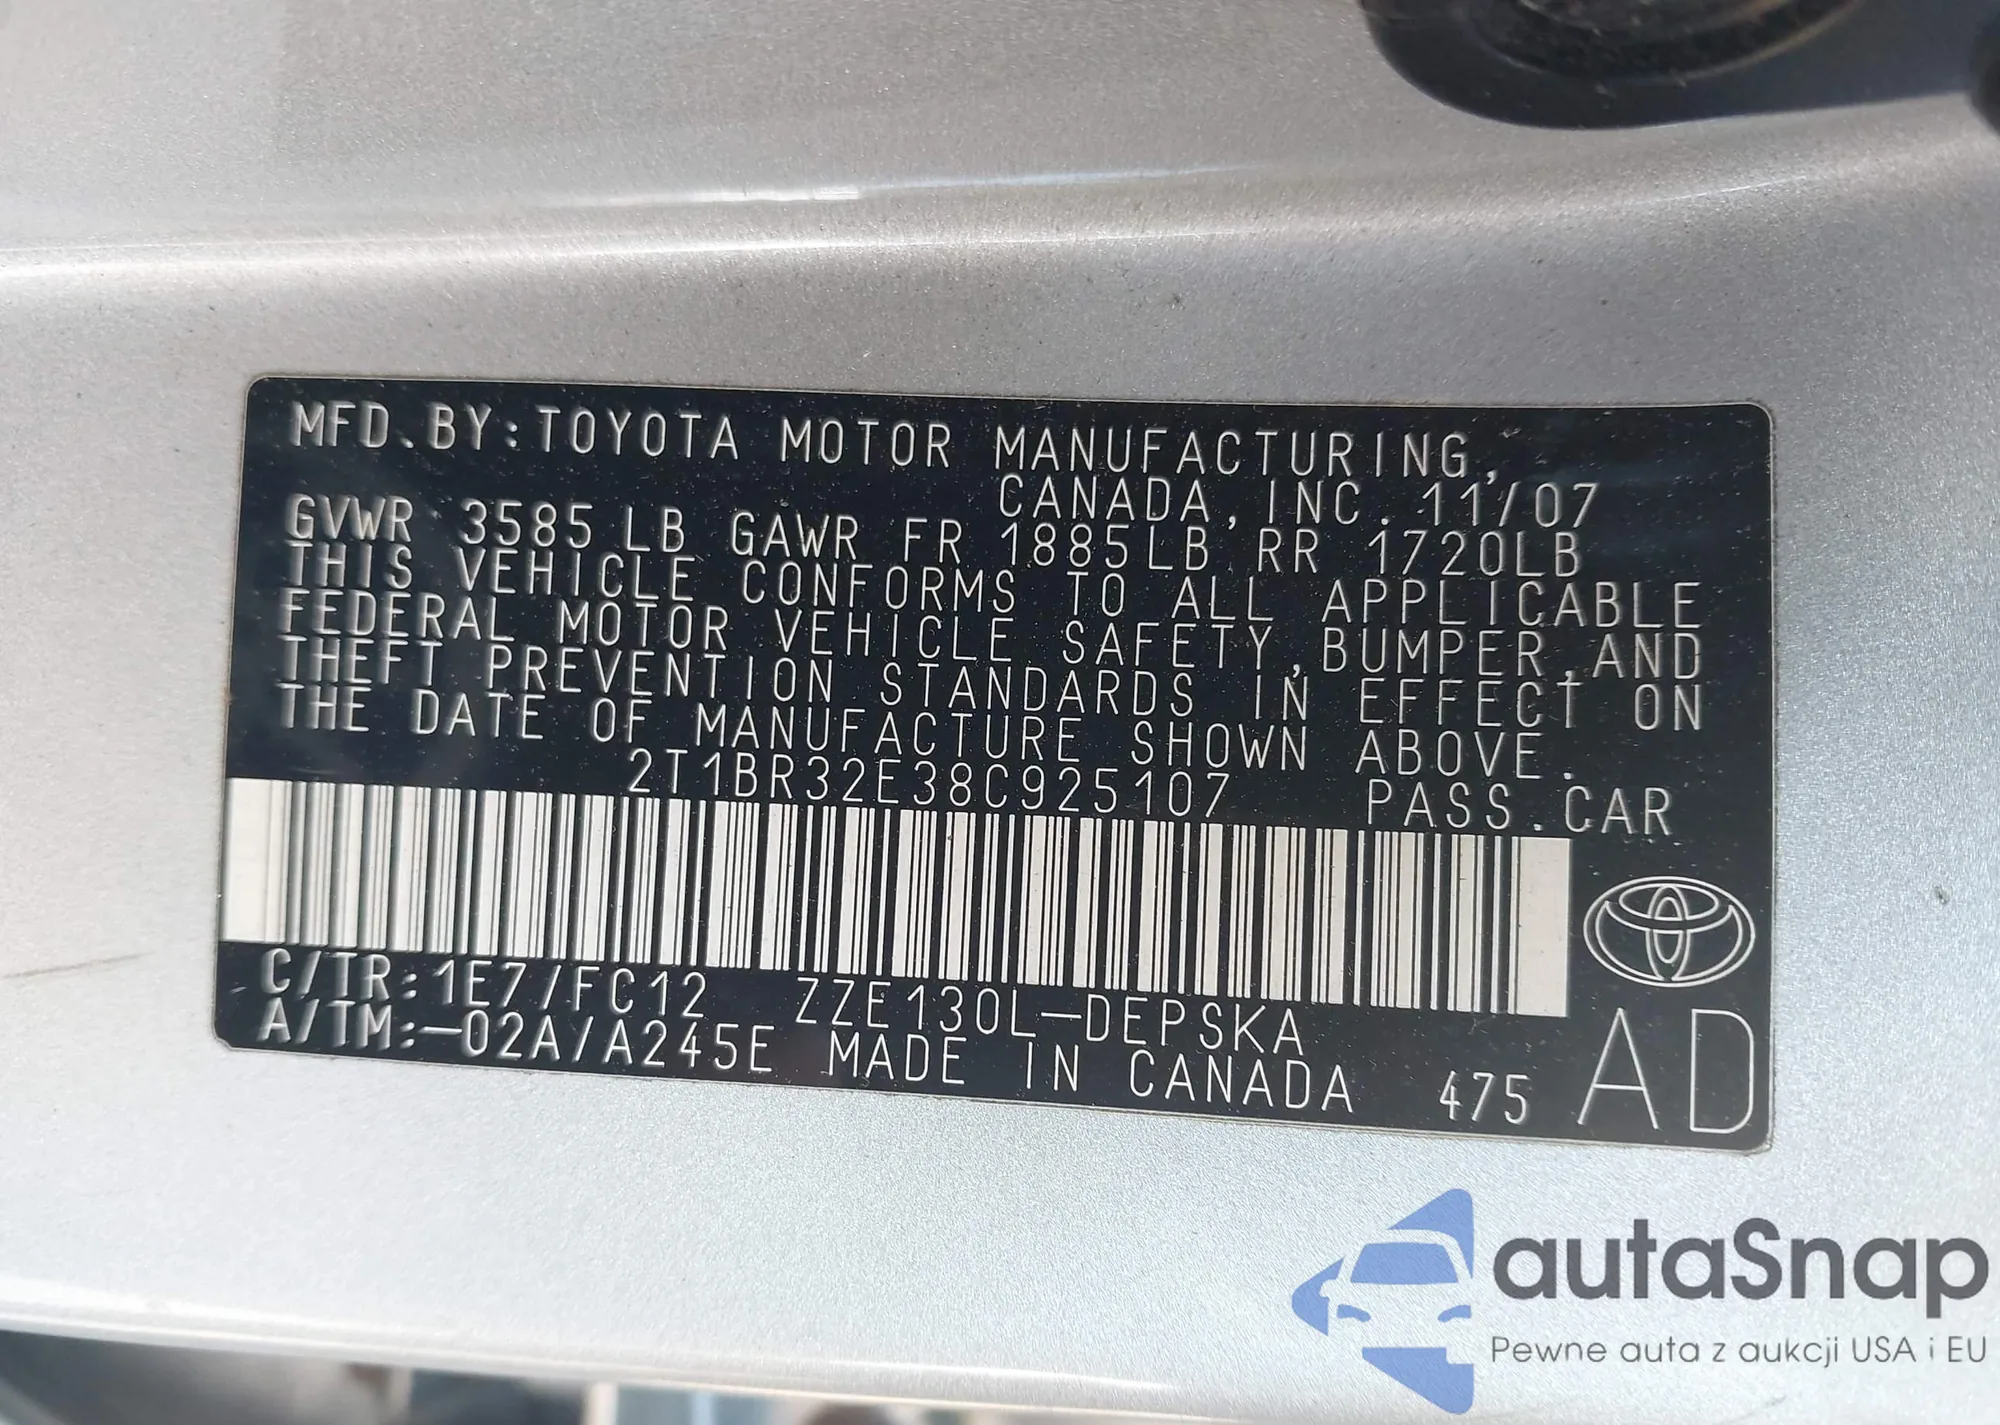 MFD.BY:TOYOTA MOTOR MANUFACTURING,
CANADA,INC. 11/07
GVWR 3585LB GAWR FR 1885LB RR 1720LB
THIS VEHICLE CONFORMS TO ALL APPLICABLE
FEDERAL MOTOR VEHICLE SAFETY,BUMPER,AND
THEFT PREVENTION STANDARDS IN EFFECT ON
THE DATE OF MANUFACTURE SHOWN ABOVE.
2T1BR32E38C925107 PASS.CAR
C/TR:1E7/FC12 ZZE130L-DEPSKA
A/TM:-02A/A245E MADE IN CANADA 475 AD
autaSnap
Pewne auta z aukcji USA i EU